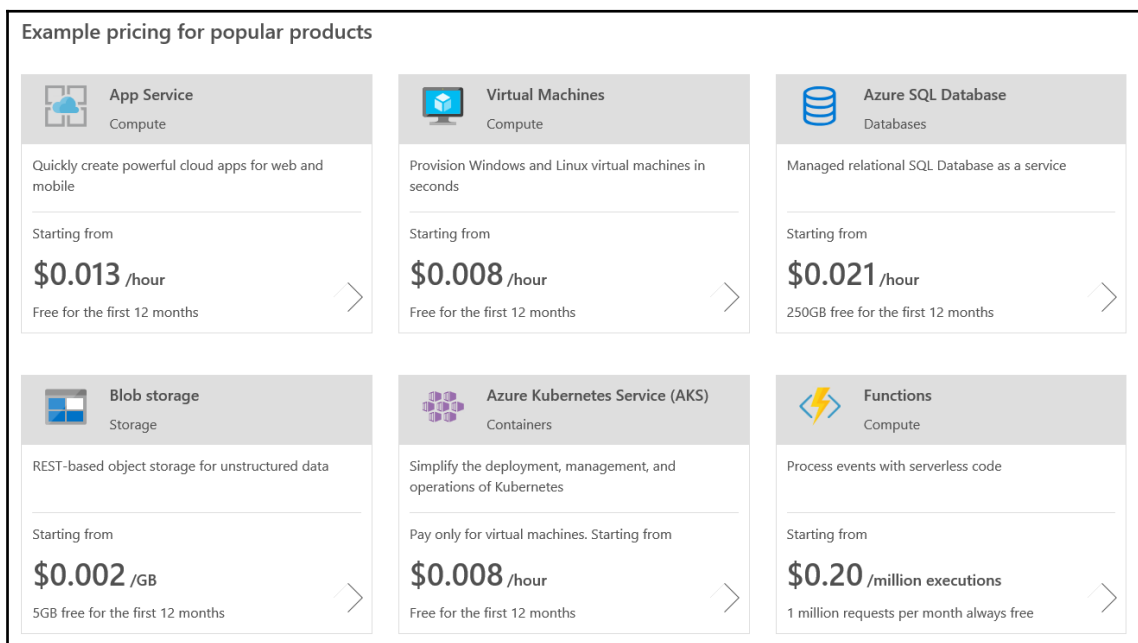 Example pricing for popular products
App Service
Compute
Quickly create powerful cloud apps for web and
mobile
Starting from
$0.013 /hour
Free for the first 12 months
Virtual Machines
Compute
Provision Windows and Linux virtual machines in
seconds
Starting from
$0.008 /hour
Free for the first 12 months
Azure SQL Database
Databases
Managed relational SQL Database as a service
Starting from
$0.021 /hour
250GB free for the first 12 months
Blob storage
Storage
REST-based object storage for unstructured data
Starting from
$0.002 /GB
5GB free for the first 12 months
Azure Kubernetes Service (AKS)
Containers
Simplify the deployment, management, and
operations of Kubernetes
Pay only for virtual machines. Starting from
$0.008 /hour
Free for the first 12 months
Functions
Compute
Process events with serverless code
Starting from
$0.20 /million executions
1 million requests per month always free